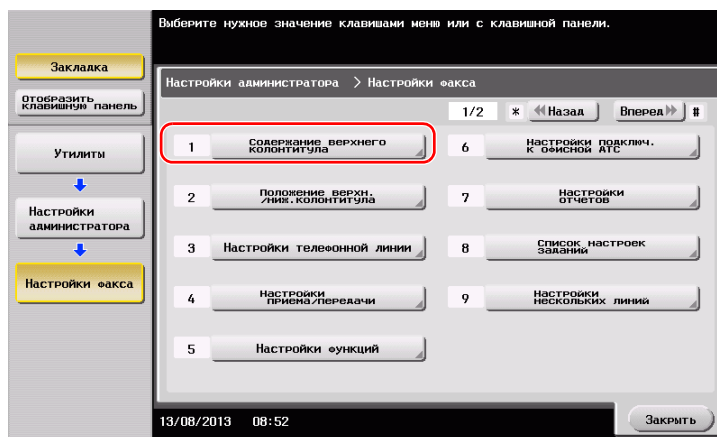 Выберите нужное значение клавишами меню или с клавишной панели.
Закладка
Отобразить
клавишную панель
Утилиты
Настройки
администратора
Настройки факса
Настройки администратора > Настройки факса
1/2 * Назад Вперед #
1 Содержание верхнего
колонтитула
6 Настройки подключ.
к офисной АТС
2 Положение верхн.
/ниж.колонтитула
7 Настройки
отчетов
3 Настройки телефонной линии
8 Список настроек
заданий
4 Настройки
приема/передачи
9 Настройки
нескольких линий
5 Настройки функций
13/08/2013 08:52
Закрыть